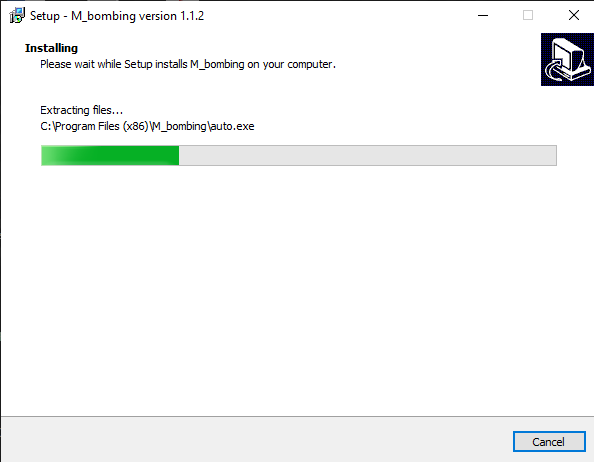 Setup - M_bombing version 1.1.2
Installing
Please wait while Setup installs M_bombing on your computer.
Extracting files...
C:\Program Files (x86)\M_bombing\auto.exe
Cancel